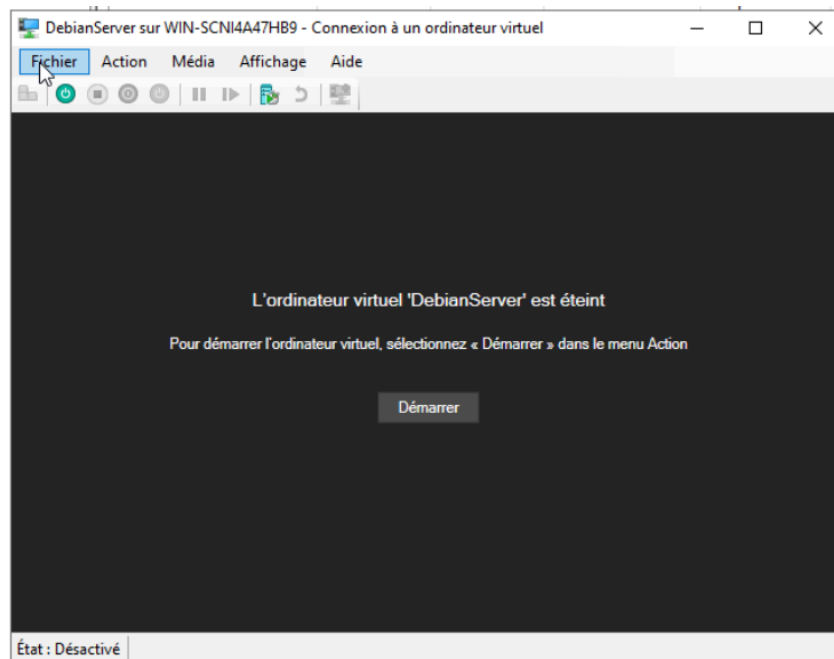 DebianServer sur WIN-SCNI4A47HB9 - Connexion à un ordinateur virtuel
Fichier Action Média Affichage Aide
L'ordinateur virtuel 'DebianServer' est éteint
Pour démarrer l'ordinateur virtuel, sélectionnez « Démarrer » dans le menu Action
Démarrer
État : Désactivé